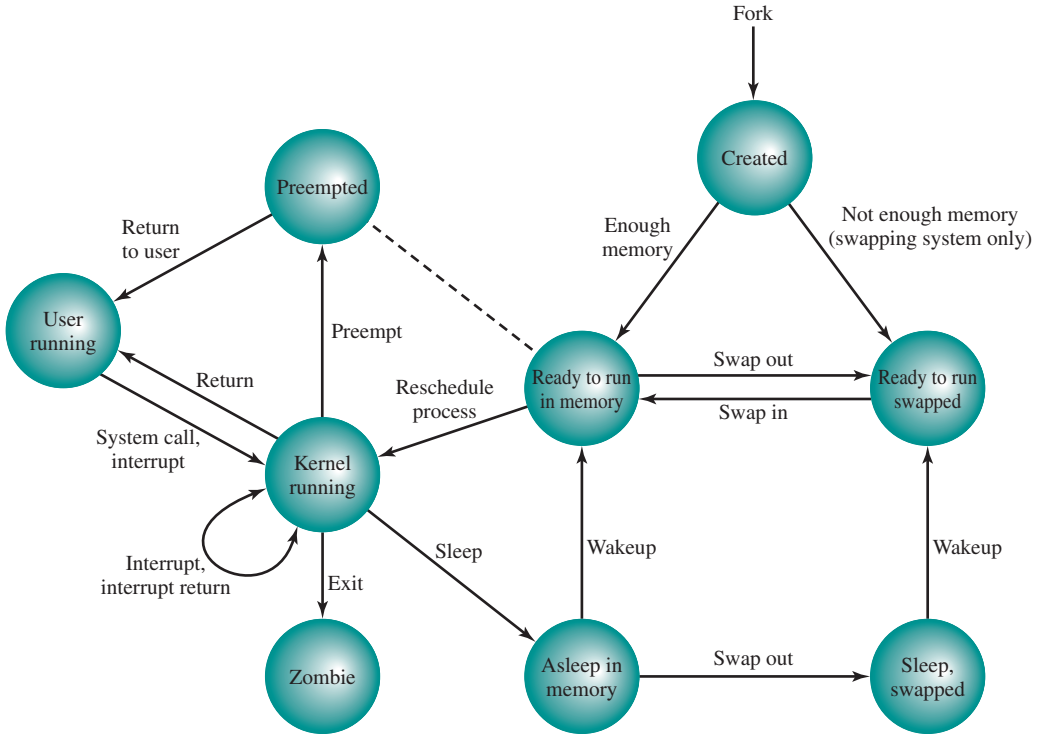 Fork
Created
Preempted
Return
to user
Enough
memory
Not enough memory
(swapping system only)
User
running
Preempt
Return
Reschedule
process
Ready to run
in memory
Swap out
Swap in
Ready to run
swapped
System call,
interrupt
Kernel
running
Interrupt,
interrupt return
Sleep
Exit
Wakeup
Wakeup
Zombie
Asleep in
memory
Swap out
Sleep,
swapped